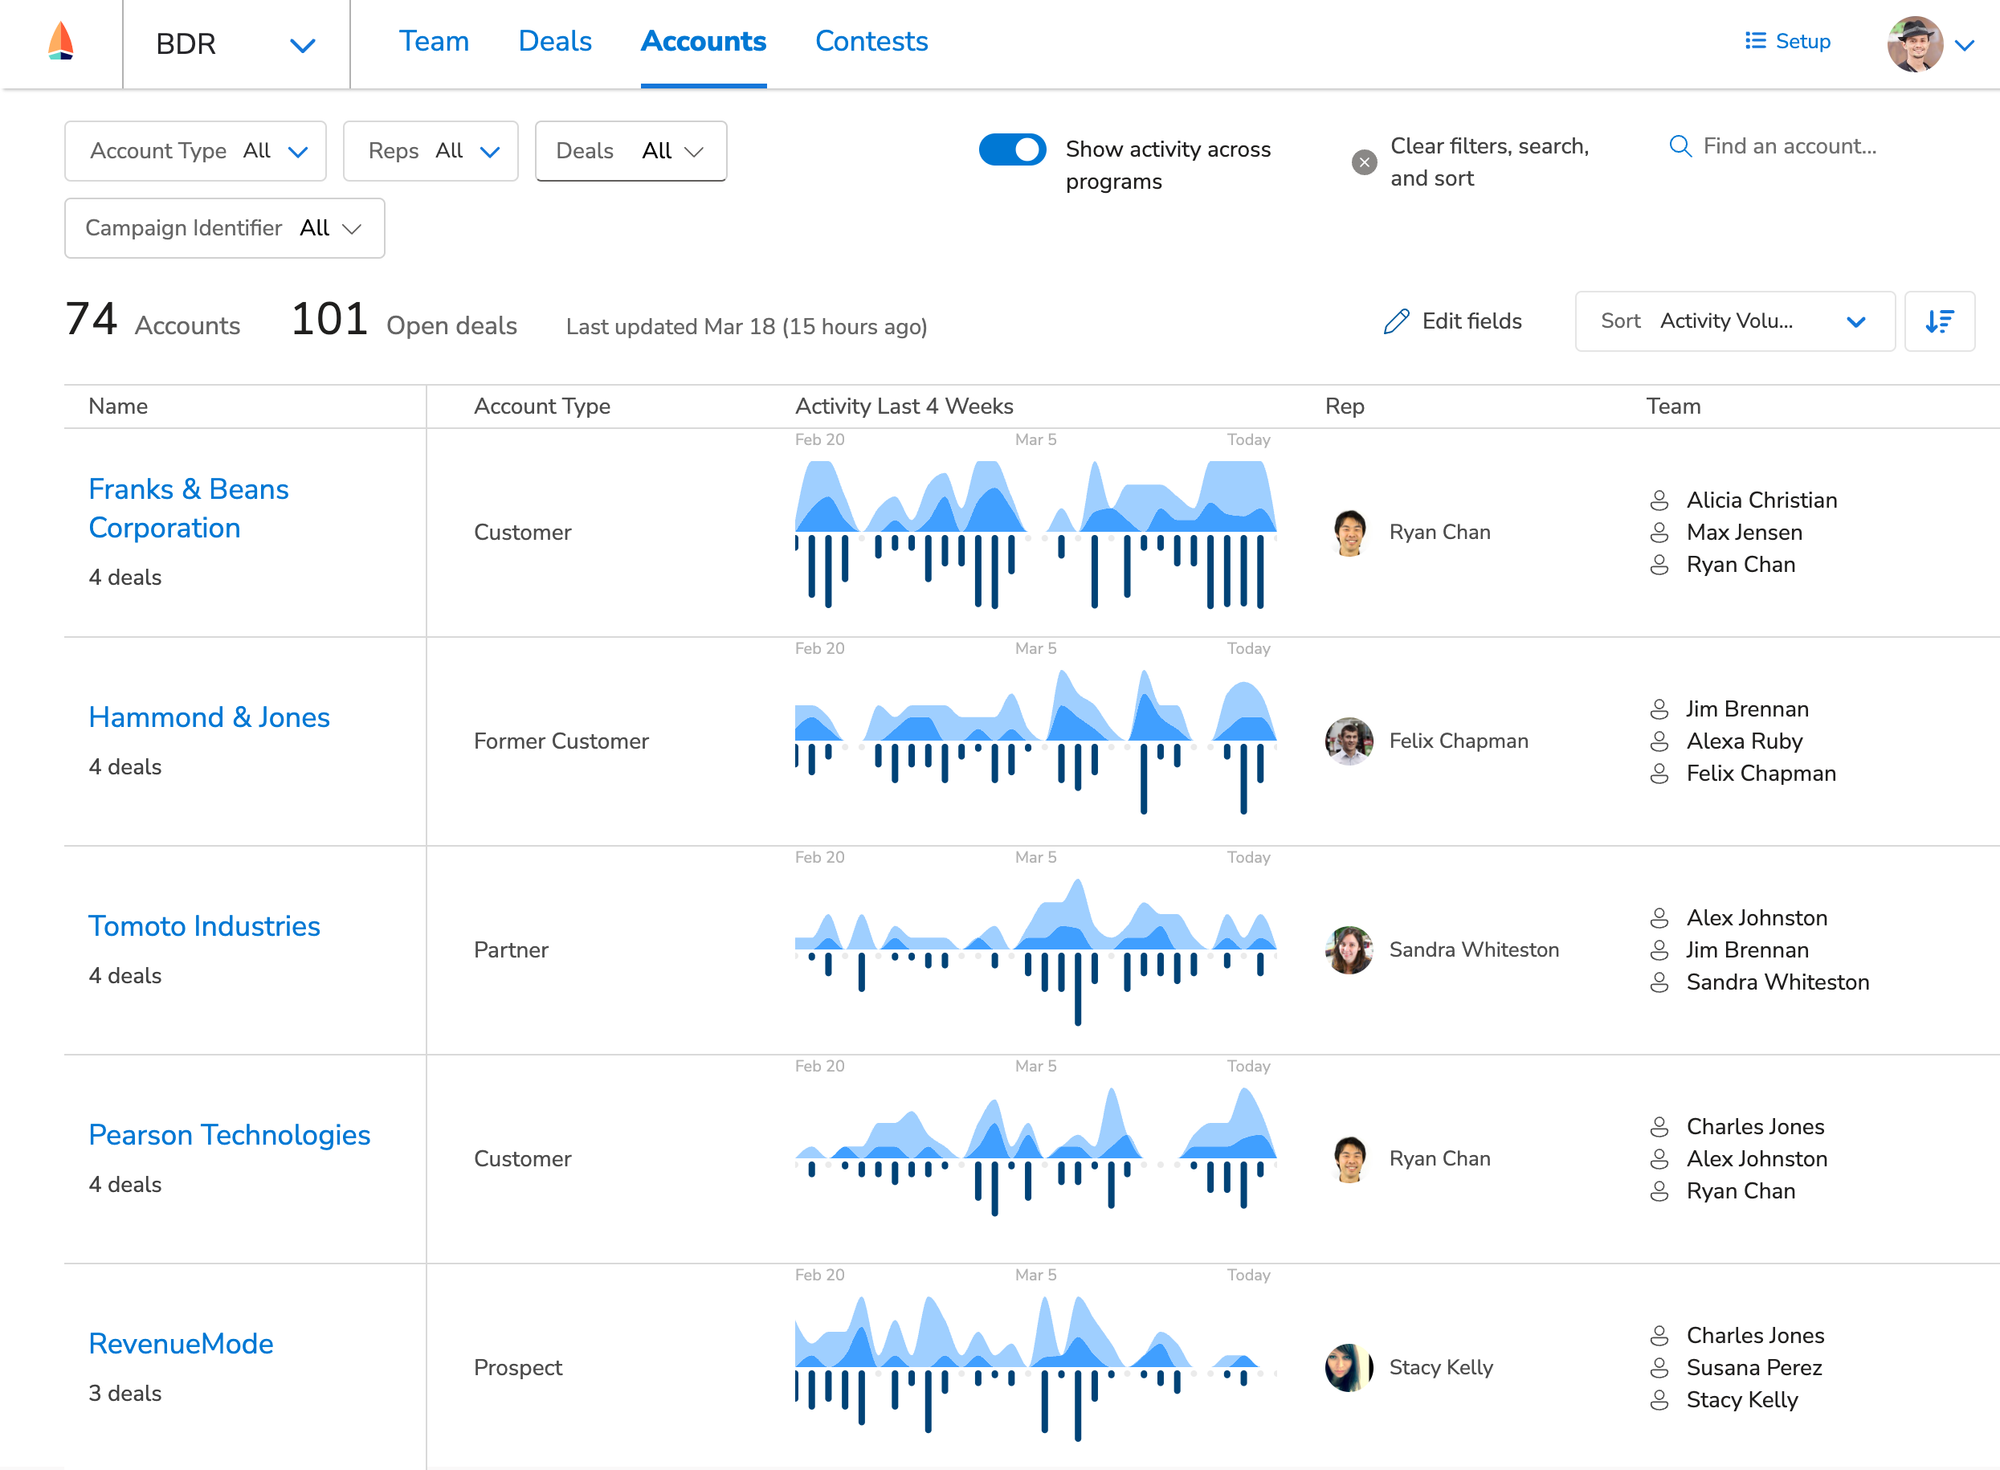 BDR
Team
Deals
Accounts
Contests
Setup
Account Type All
Reps All
Deals All
Show activity across
programs
Clear filters, search,
and sort
Find an account...
Campaign Identifier All
74 Accounts
101 Open deals
Last updated Mar 18 (15 hours ago)
Edit fields
Sort Activity Volu...
Name
Account Type
Activity Last 4 Weeks
Rep
Team
Franks & Beans
Corporation
4 deals
Customer
Feb 20
Mar 5
Today
Ryan Chan
Alicia Christian
Max Jensen
Ryan Chan
Hammond & Jones
4 deals
Former Customer
Feb 20
Mar 5
Today
Felix Chapman
Jim Brennan
Alexa Ruby
Felix Chapman
Tomoto Industries
4 deals
Partner
Feb 20
Mar 5
Today
Sandra Whiteston
Alex Johnston
Jim Brennan
Sandra Whiteston
Pearson Technologies
4 deals
Customer
Feb 20
Mar 5
Today
Ryan Chan
Charles Jones
Alex Johnston
Ryan Chan
RevenueMode
3 deals
Prospect
Feb 20
Mar 5
Today
Stacy Kelly
Charles Jones
Susana Perez
Stacy Kelly